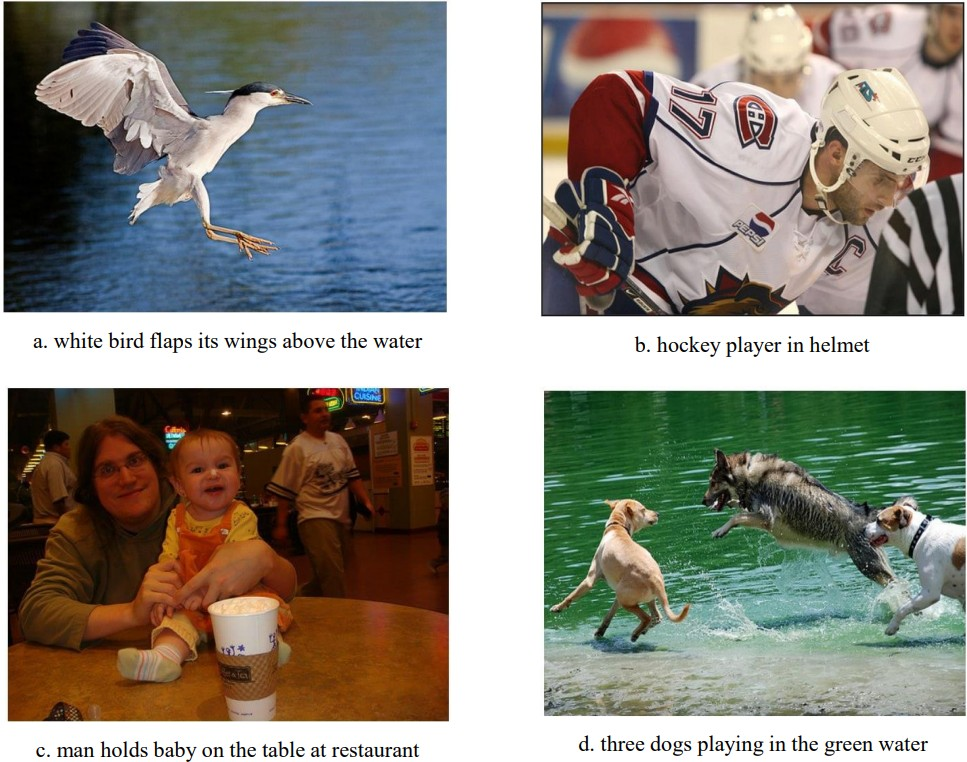 a. white bird flaps its wings above the water
17
PEPSI
C
b. hockey player in helmet
CUISINE
c. man holds baby on the table at restaurant
d. three dogs playing in the green water